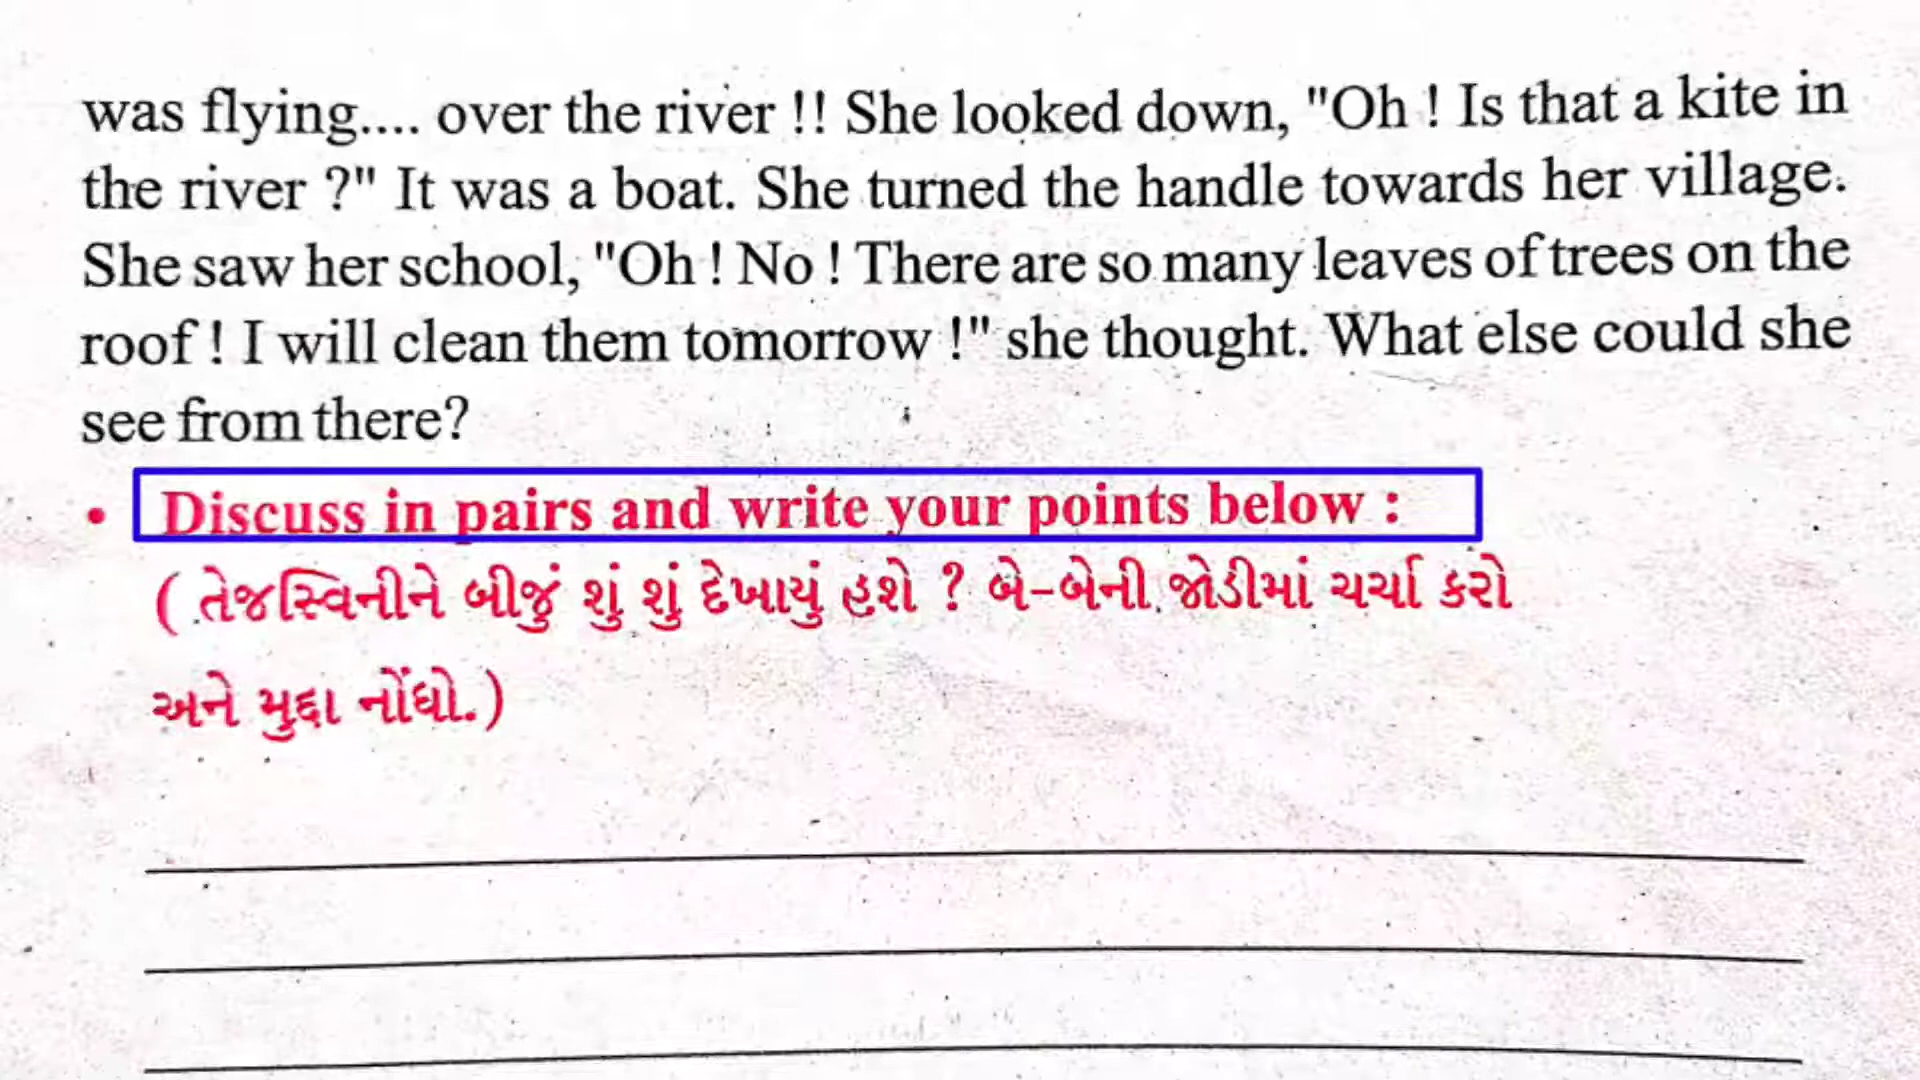 was flying.... over the river !! She looked down, "Oh ! Is that a kite in
the river ?" It was a boat. She turned the handle towards her village.
She saw her school, "Oh ! No ! There are so many leaves of trees on the
roof ! I will clean them tomorrow !" she thought. What else could she
see from there?
• Discuss in pairs and write your points below :
( તેજસ્વિનીને બીજું શું શું દેખાયું હશે ? બે-બેની જોડીમાં ચર્ચા કરો
અને મુદ્દા નોંધો.)